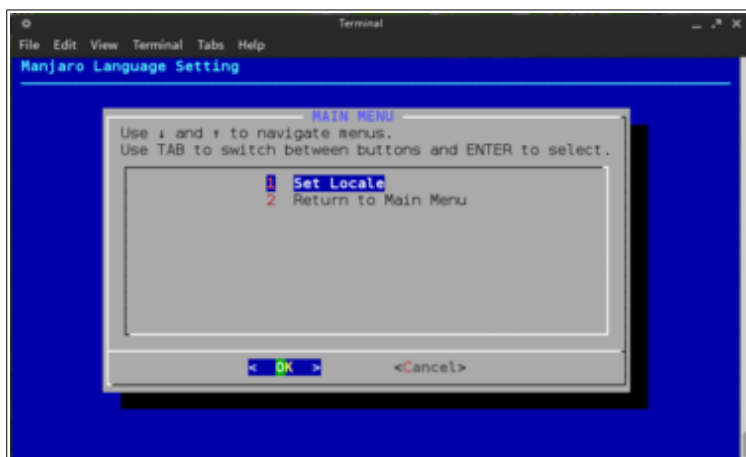 Terminal
File Edit View Terminal Tabs Help
Manjaro Language Setting
MAIN MENU
Use ↓ and ↑ to navigate menus.
Use TAB to switch between buttons and ENTER to select.
1 Set Locale
2 Return to Main Menu
< OK > <Cancel>